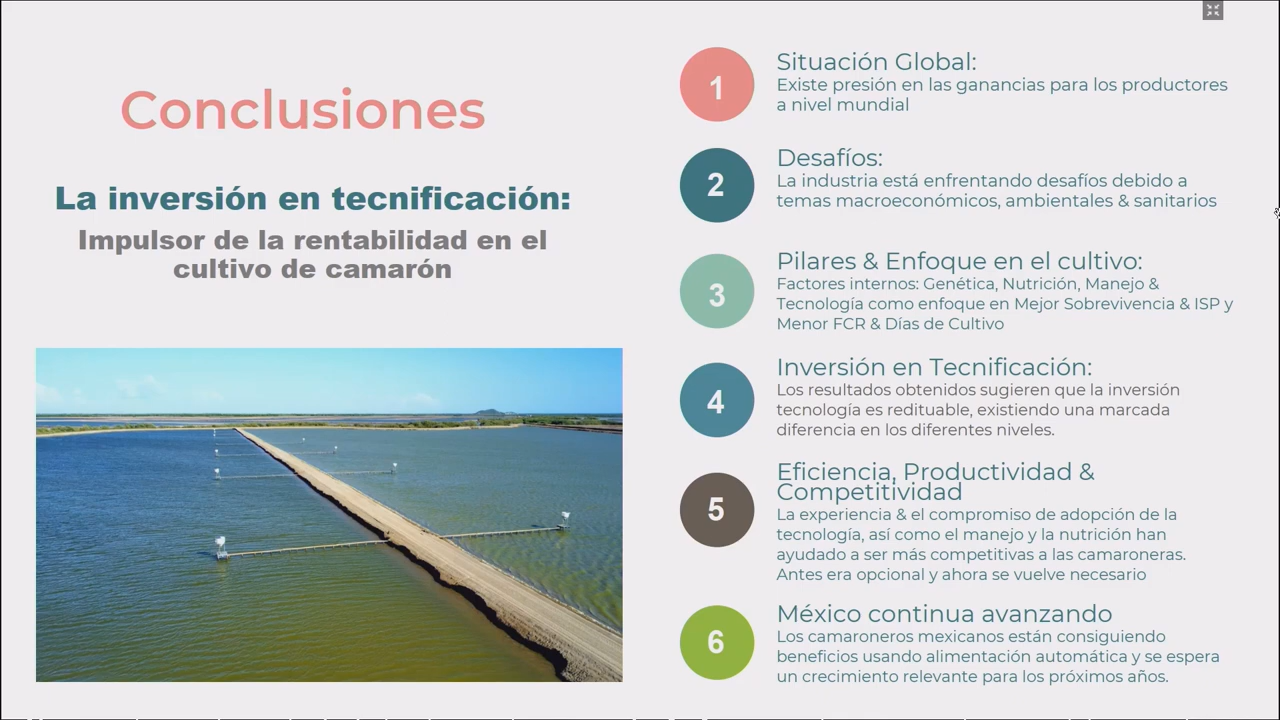 Conclusiones
La inversión en tecnificación:
Impulsor de la rentabilidad en el
cultivo de camarón
1
Situación Global:
Existe presión en las ganancias para los productores
a nivel mundial
2
Desafíos:
La industria está enfrentando desafíos debido a
temas macroeconómicos, ambientales & sanitarios
3
Pilares & Enfoque en el cultivo:
Factores internos: Genética, Nutrición, Manejo &
Tecnología como enfoque en Mejor Sobrevivencia & ISP y
Menor FCR & Días de Cultivo
4
Inversión en Tecnificación:
Los resultados obtenidos sugieren que la inversión
tecnología es redituable, existiendo una marcada
diferencia en los diferentes niveles.
5
Eficiencia, Productividad &
Competitividad
La experiencia & el compromiso de adopción de la
tecnología, así como el manejo y la nutrición han
ayudado a ser más competitivas a las camaroneras.
Antes era opcional y ahora se vuelve necesario
6
México continua avanzando
Los camaroneros mexicanos están consiguiendo
beneficios usando alimentación automática y se espera
un crecimiento relevante para los próximos años.